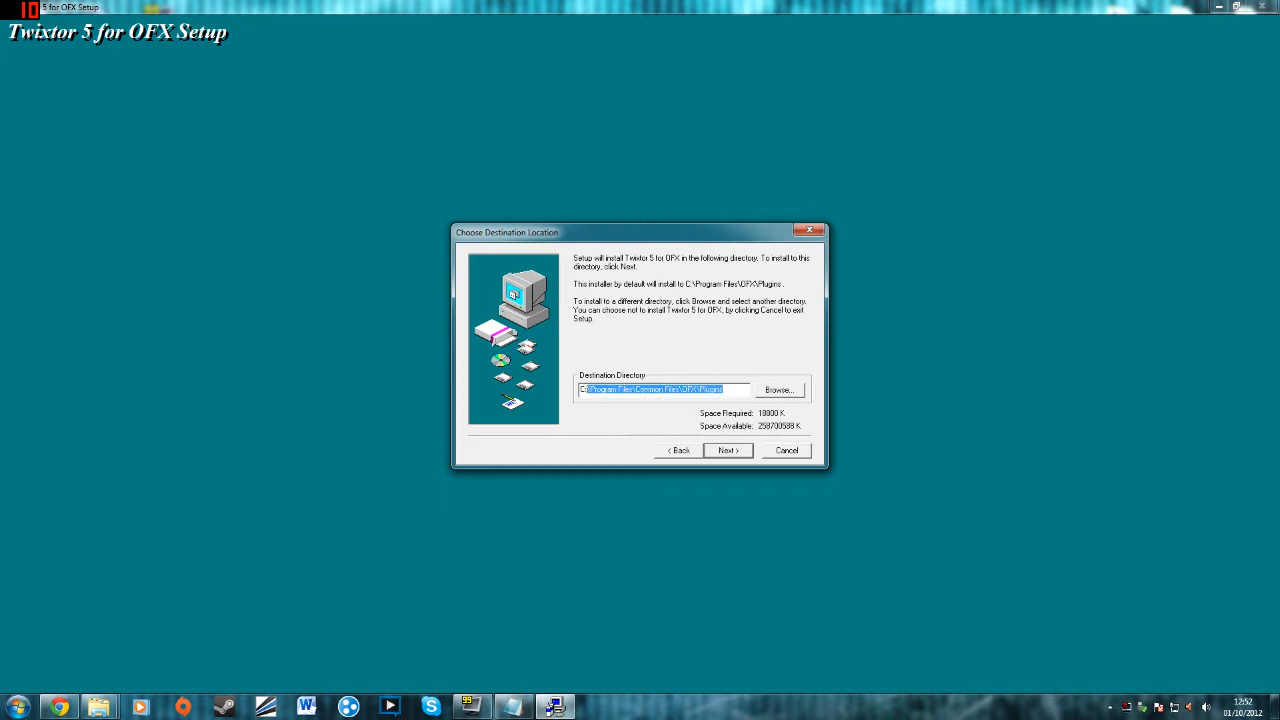 10
5 for OFX Setup
Twixtor 5 for OFX Setup
Choose Destination Location
Setup will install Twixtor 5 for OFX in the following directory. To install to this
directory, click Next.
This installer by default will install to C:\Program Files\OFX\Plugins .
To install to a different directory, click Browse and select another directory.
You can choose not to install Twixtor 5 for OFX, by clicking Cancel to exit
Setup.
Destination Directory
C:\Program Files\Common Files\OFX\Plugins
Browse...
Space Required: 18800 K
Space Available: 258700588 K
< Back
Next >
Cancel
99
12:52
01/10/2012